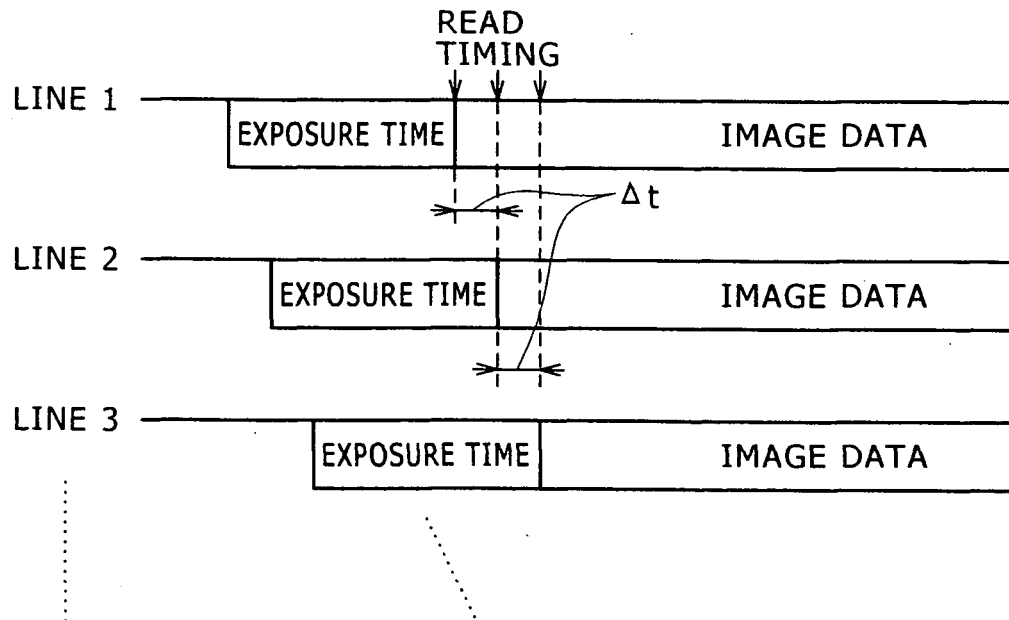 READ
TIMING
LINE 1
EXPOSURE TIME
IMAGE DATA
Δt
LINE 2
EXPOSURE TIME
IMAGE DATA
LINE 3
EXPOSURE TIME
IMAGE DATA